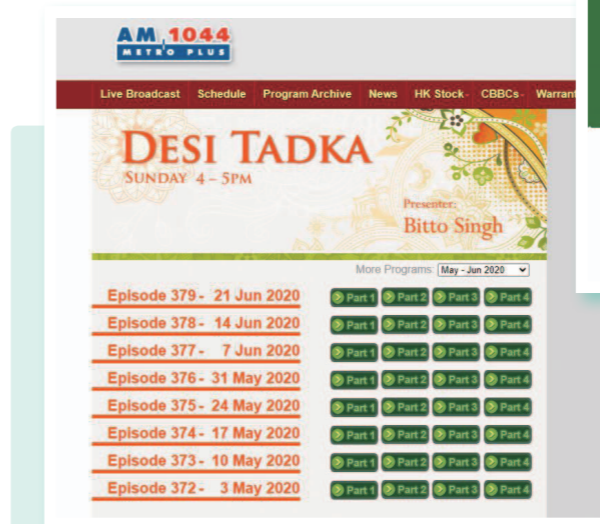 AM 1044
METRO PLUS
Live Broadcast Schedule Program Archive News HK Stock CBBCs Warrant
DESI TADKA
SUNDAY 4 – 5PM
Presenter:
Bitto Singh
More Programs: May - Jun 2020
Episode 379 - 21 Jun 2020 Part 1 Part 2 Part 3 Part 4
Episode 378 - 14 Jun 2020 Part 1 Part 2 Part 3 Part 4
Episode 377 - 7 Jun 2020 Part 1 Part 2 Part 3 Part 4
Episode 376 - 31 May 2020 Part 1 Part 2 Part 3 Part 4
Episode 375 - 24 May 2020 Part 1 Part 2 Part 3 Part 4
Episode 374 - 17 May 2020 Part 1 Part 2 Part 3 Part 4
Episode 373 - 10 May 2020 Part 1 Part 2 Part 3 Part 4
Episode 372 - 3 May 2020 Part 1 Part 2 Part 3 Part 4